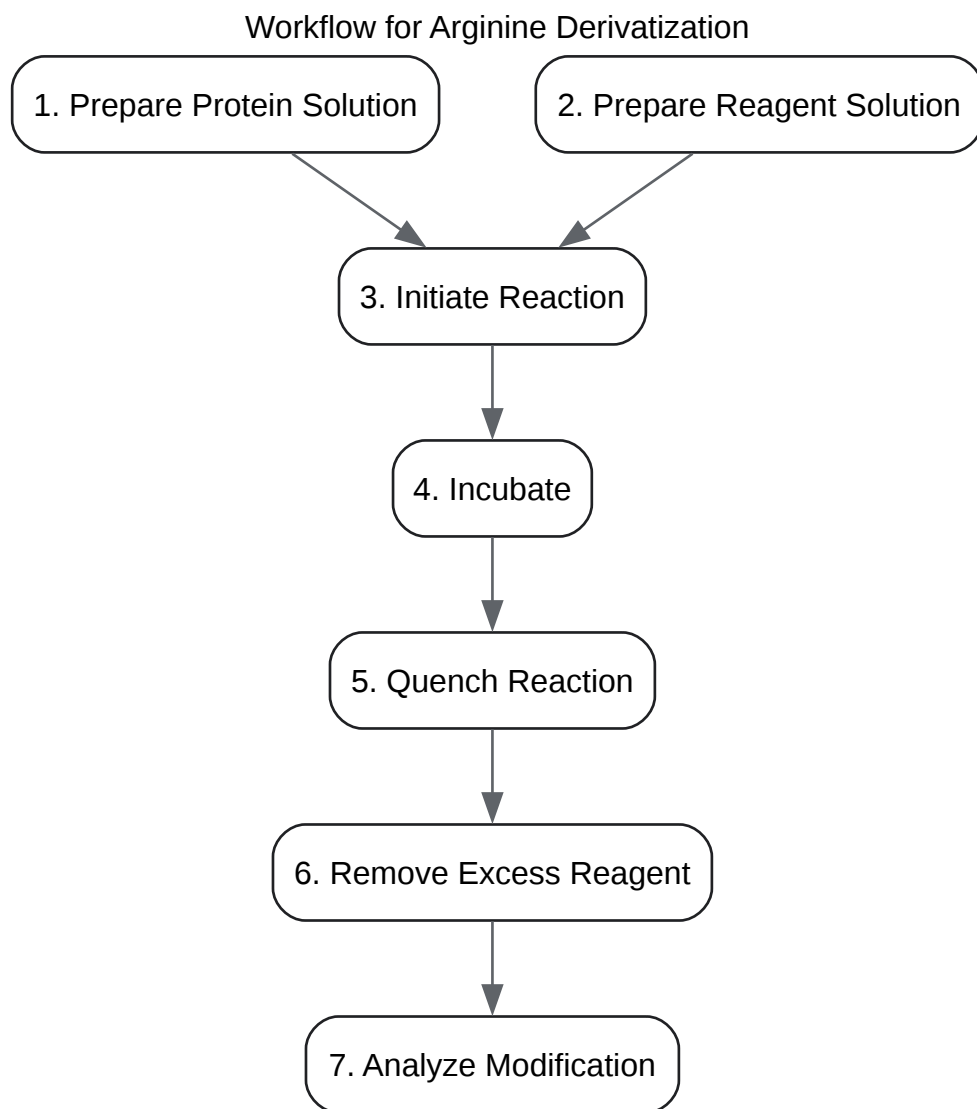 Workflow for Arginine Derivatization
1. Prepare Protein Solution
2. Prepare Reagent Solution
3. Initiate Reaction
4. Incubate
5. Quench Reaction
6. Remove Excess Reagent
7. Analyze Modification